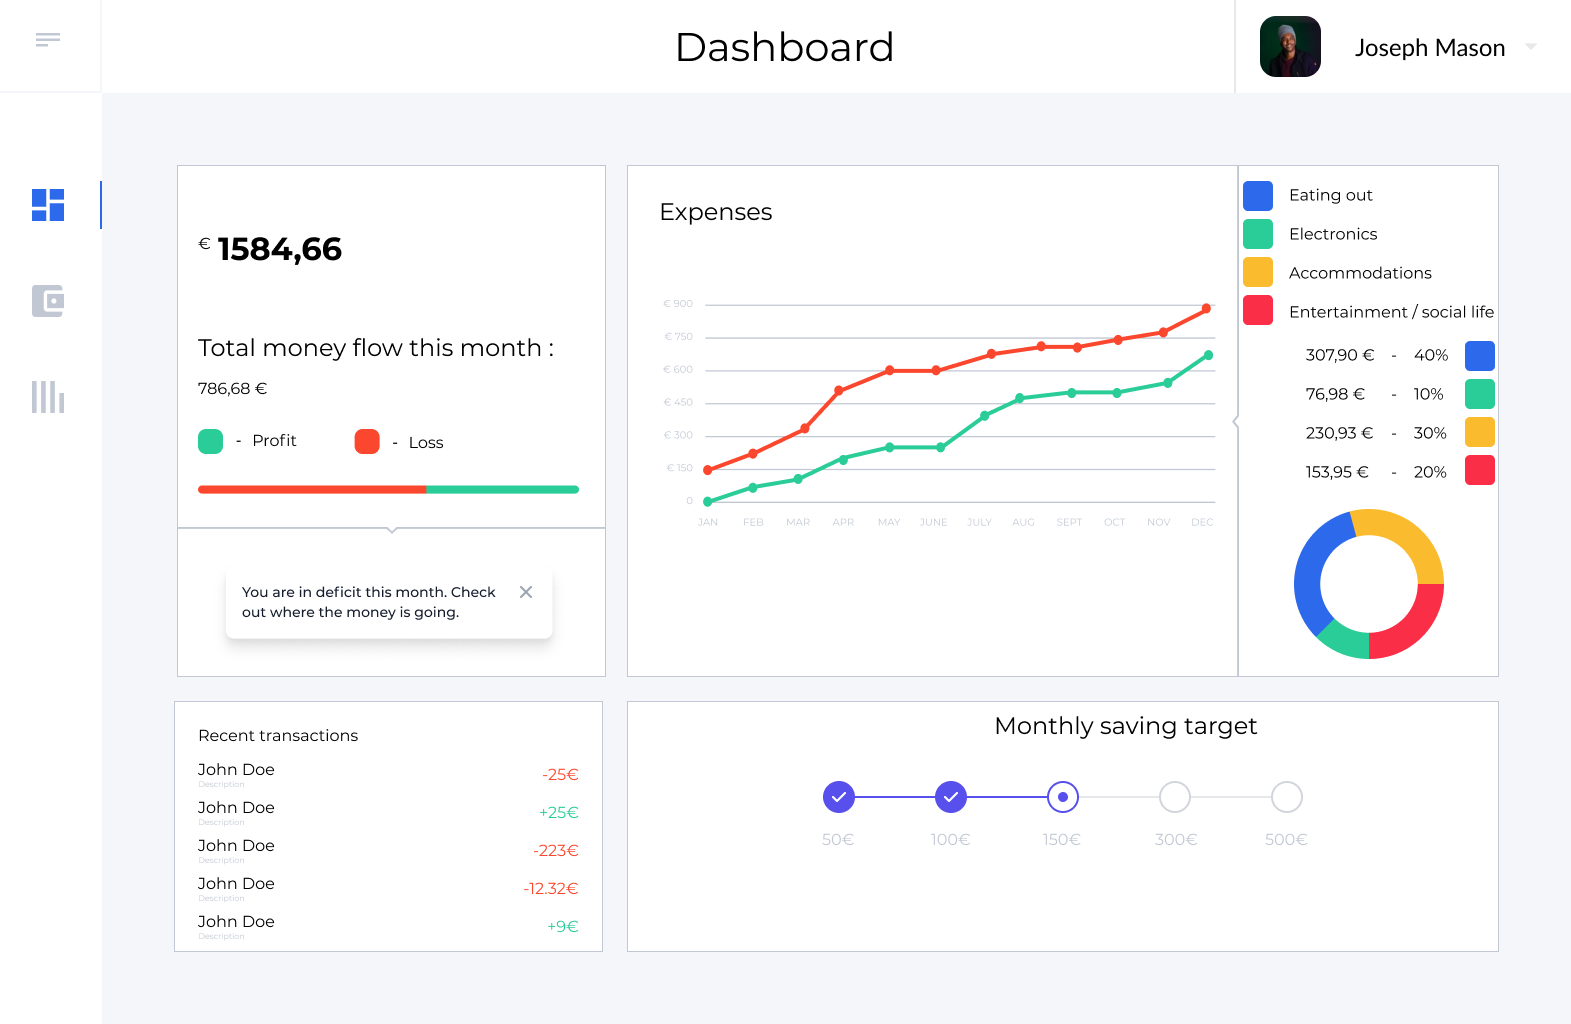 Dashboard
Joseph Mason
€ 1584,66
Total money flow this month :
786,68 €
- Profit
- Loss
You are in deficit this month. Check
out where the money is going.
Expenses
€ 900
€ 750
€ 600
€ 450
€ 300
€ 150
0
JAN FEB MAR APR MAY JUNE JULY AUG SEPT OCT NOV DEC
Eating out
Electronics
Accommodations
Entertainment / social life
307,90 € - 40%
76,98 € - 10%
230,93 € - 30%
153,95 € - 20%
Recent transactions
John Doe -25€
Description
John Doe +25€
Description
John Doe -223€
Description
John Doe -12.32€
Description
John Doe +9€
Description
Monthly saving target
50€ 100€ 150€ 300€ 500€